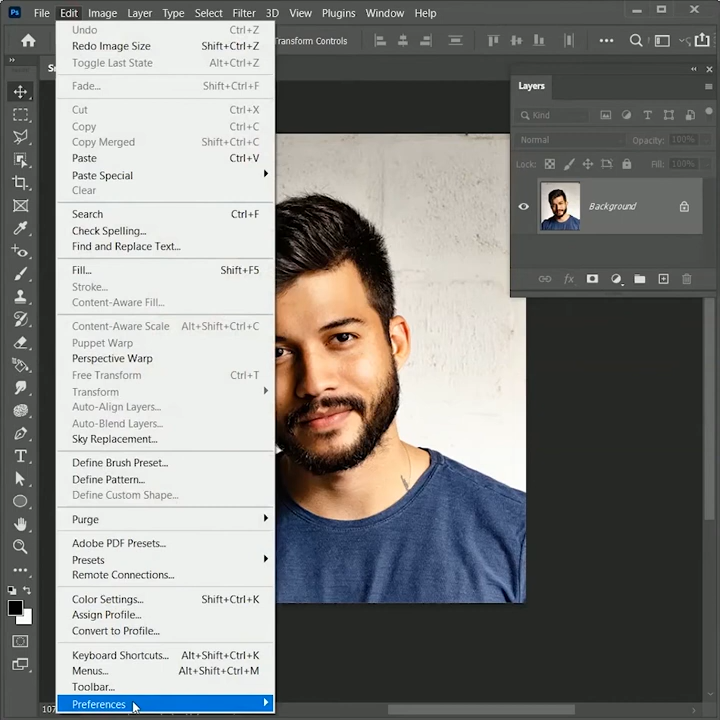 Ps File Edit Image Layer Type Select Filter 3D View Plugins Window Help
Transform Controls
Undo Ctrl+Z
Redo Image Size Shift+Ctrl+Z
Toggle Last State Alt+Ctrl+Z
Fade... Shift+Ctrl+F
Cut Ctrl+X
Copy Ctrl+C
Copy Merged Shift+Ctrl+C
Paste Ctrl+V
Paste Special
Clear
Search Ctrl+F
Check Spelling...
Find and Replace Text...
Fill... Shift+F5
Stroke...
Content-Aware Fill...
Content-Aware Scale Alt+Shift+Ctrl+C
Puppet Warp
Perspective Warp
Free Transform Ctrl+T
Transform
Auto-Align Layers...
Auto-Blend Layers...
Sky Replacement...
Define Brush Preset...
Define Pattern...
Define Custom Shape...
Purge
Adobe PDF Presets...
Presets
Remote Connections...
Color Settings... Shift+Ctrl+K
Assign Profile...
Convert to Profile...
Keyboard Shortcuts... Alt+Shift+Ctrl+K
Menus... Alt+Shift+Ctrl+M
Toolbar...
Preferences
Layers
Kind
Normal Opacity: 100%
Lock: Fill: 100%
Background
fx